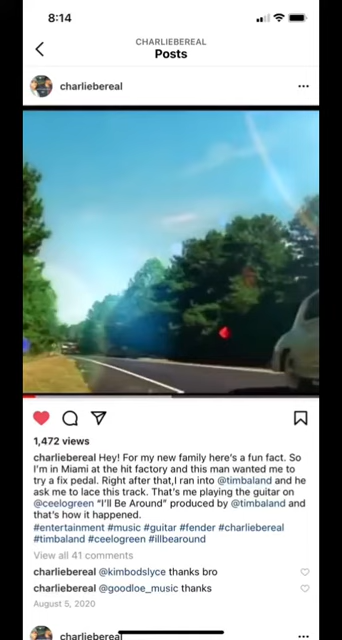 8:14
CHARLIEBEREAL
Posts
charliebereal
1,472 views
charliebereal Hey! For my new family here's a fun fact. So
I'm in Miami at the hit factory and this man wanted me to
try a fix pedal. Right after that,I ran into @timbaland and he
ask me to lace this track. That's me playing the guitar on
@ceelogreen "I'll Be Around" produced by @timbaland and
that's how it happened.
#entertainment #music #guitar #fender #charliebereal
#timbaland #ceelogreen #illbearound
View all 41 comments
charliebereal @kimbodslyce thanks bro
charliebereal @goodloe_music thanks
August 5, 2020
charliebereal